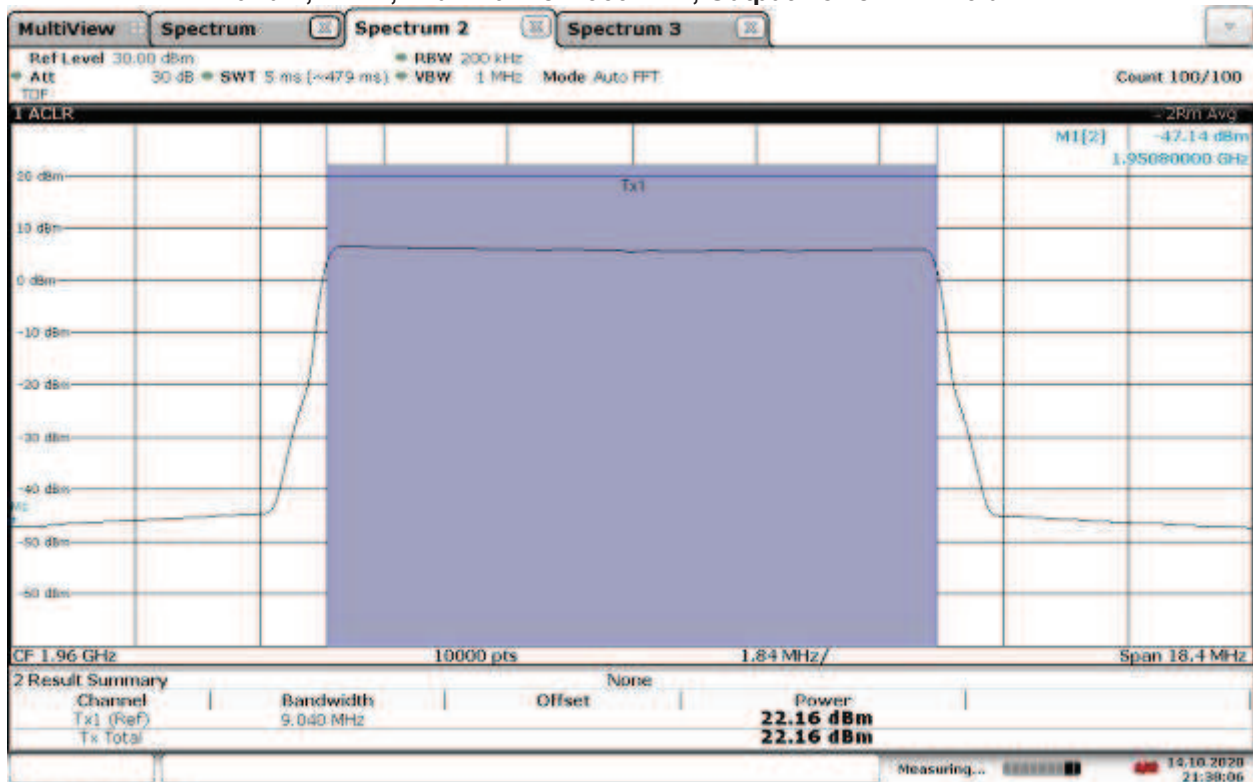 MultiView Spectrum Spectrum 2 Spectrum 3
Ref Level 30.00 dBm RBW 200 kHz
Att 30 dB SWT 5 ms (~479 ms) VBW 1 MHz Mode Auto FFT Count 100/100
TDF
1 ACLR 2Rm Avg
M1[2] -47.14 dBm
1.95080000 GHz
20 dBm
Tx1
10 dBm
0 dBm
-10 dBm
-20 dBm
-30 dBm
-40 dBm
-50 dBm
-60 dBm
CF 1.96 GHz 10000 pts 1.84 MHz/ Span 18.4 MHz
2 Result Summary None
Channel Bandwidth Offset Power
Tx1 (Ref) 9.040 MHz 22.16 dBm
Tx Total 22.16 dBm
Measuring... 14.10.2020
21:38:06